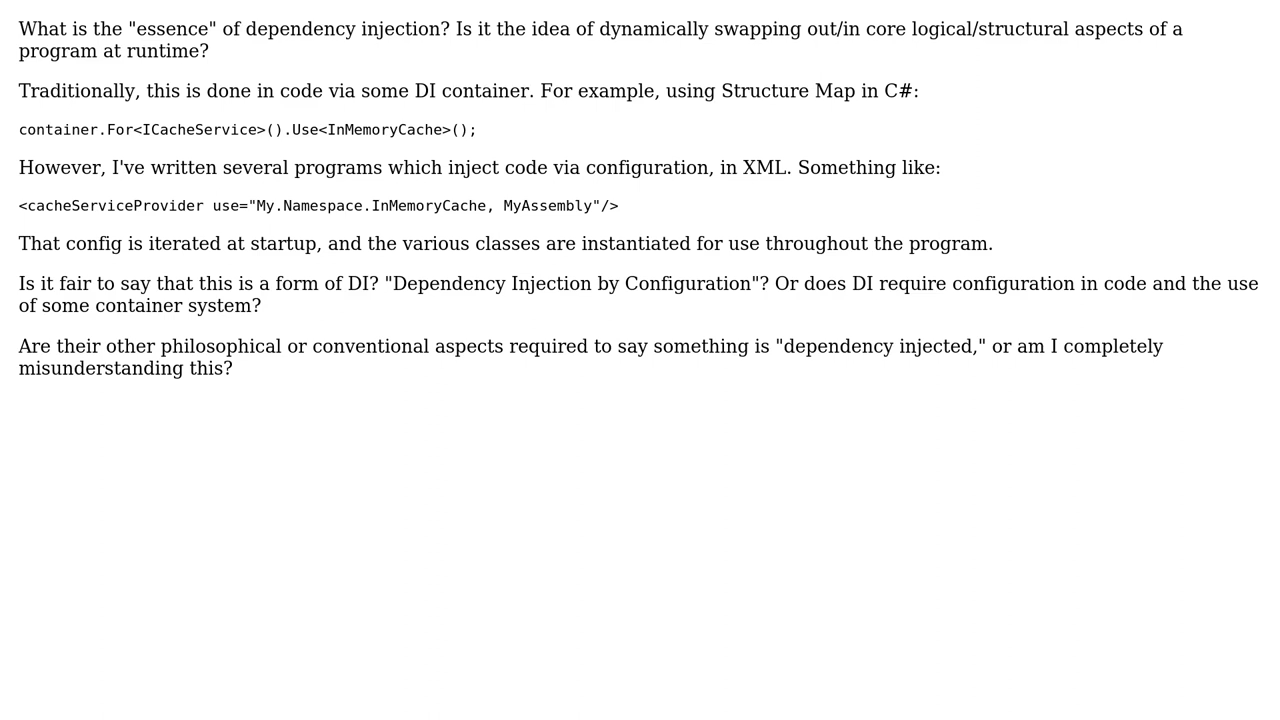 What is the "essence" of dependency injection? Is it the idea of dynamically swapping out/in core logical/structural aspects of a
program at runtime?
Traditionally, this is done in code via some DI container. For example, using Structure Map in C#:
container.For<ICacheService>().Use<InMemoryCache>();
However, I've written several programs which inject code via configuration, in XML. Something like:
<cacheServiceProvider use="My.Namespace.InMemoryCache, MyAssembly"/>
That config is iterated at startup, and the various classes are instantiated for use throughout the program.
Is it fair to say that this is a form of DI? "Dependency Injection by Configuration"? Or does DI require configuration in code and the use
of some container system?
Are their other philosophical or conventional aspects required to say something is "dependency injected," or am I completely
misunderstanding this?